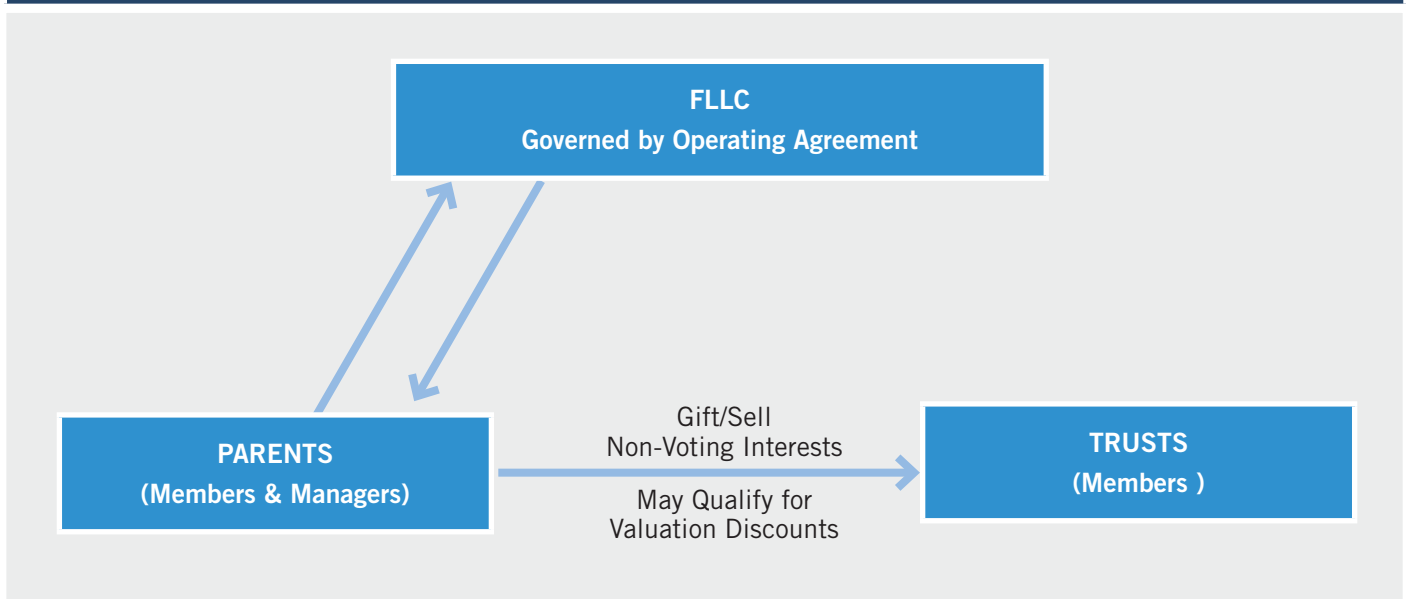 FLLC
Governed by Operating Agreement
PARENTS
(Members & Managers)
Gift/Sell
Non-Voting Interests
May Qualify for
Valuation Discounts
TRUSTS
(Members )